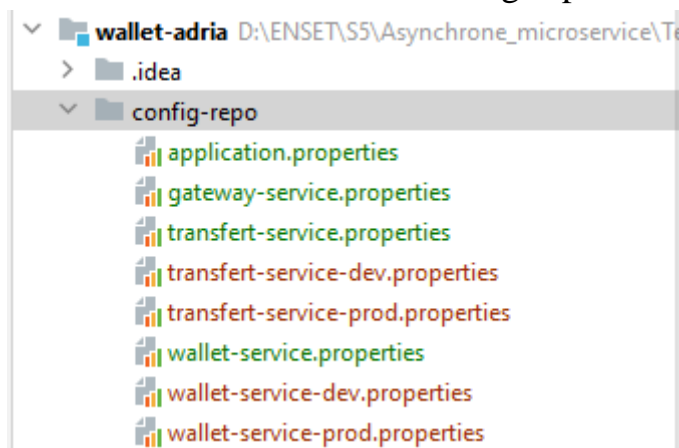 wallet-adria D:\ENSET\S5\Asynchrone_microservice\Te
.idea
config-repo
application.properties
gateway-service.properties
transfert-service.properties
transfert-service-dev.properties
transfert-service-prod.properties
wallet-service.properties
wallet-service-dev.properties
wallet-service-prod.properties